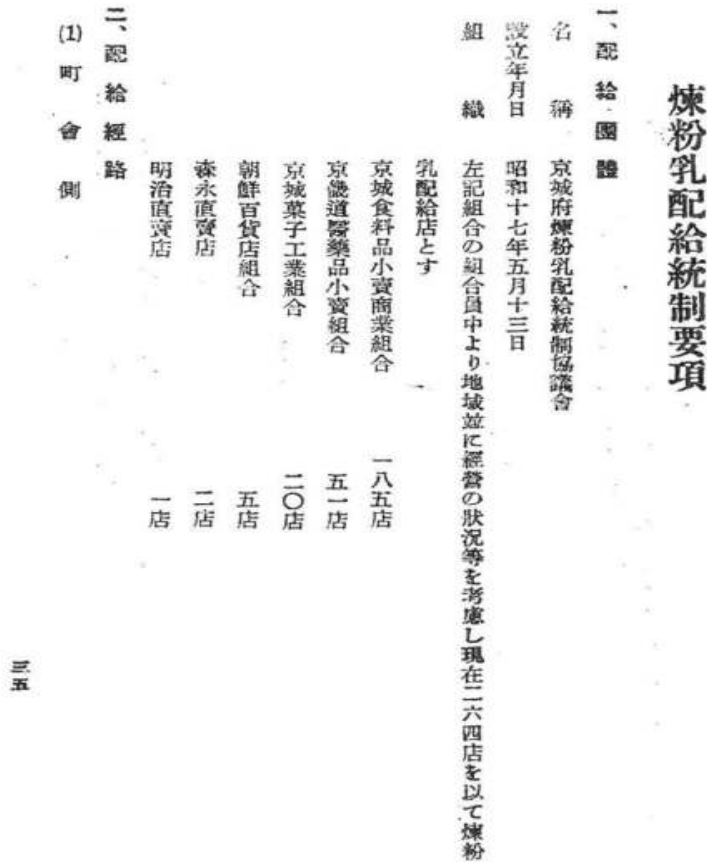 煉粉乳配給統制要項
一、配給團體
名稱 京城府煉粉乳配給統制協議會
設立年月日 昭和十七年五月十三日
組織 左記組合の組合員中より地域並に經營の狀況等を考慮し現在二六四店を以て煉粉
乳配給店とす
京城食料品小賣商業組合 一八五店
京畿道醫藥品小賣組合 五一店
京城菓子工業組合 二〇店
朝鮮百貨店組合 五店
森永直賣店 二店
明治直賣店 一店
二、配給經路
(1) 町會側
三五